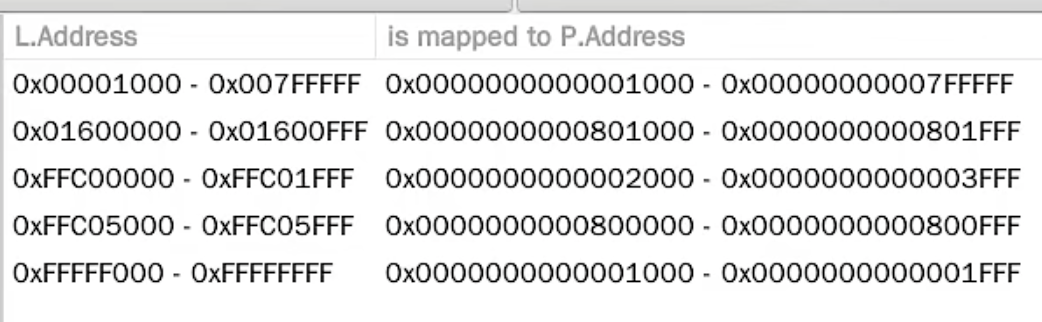 L.Address is mapped to P.Address
0x00001000 - 0x007FFFFF 0x0000000000001000 - 0x00000000007FFFFF
0x01600000 - 0x01600FFF 0x0000000000801000 - 0x0000000000801FFF
0xFFC00000 - 0xFFC01FFF 0x0000000000002000 - 0x0000000000003FFF
0xFFC05000 - 0xFFC05FFF 0x0000000000800000 - 0x0000000000800FFF
0xFFFFF000 - 0xFFFFFFFF 0x0000000000001000 - 0x0000000000001FFF